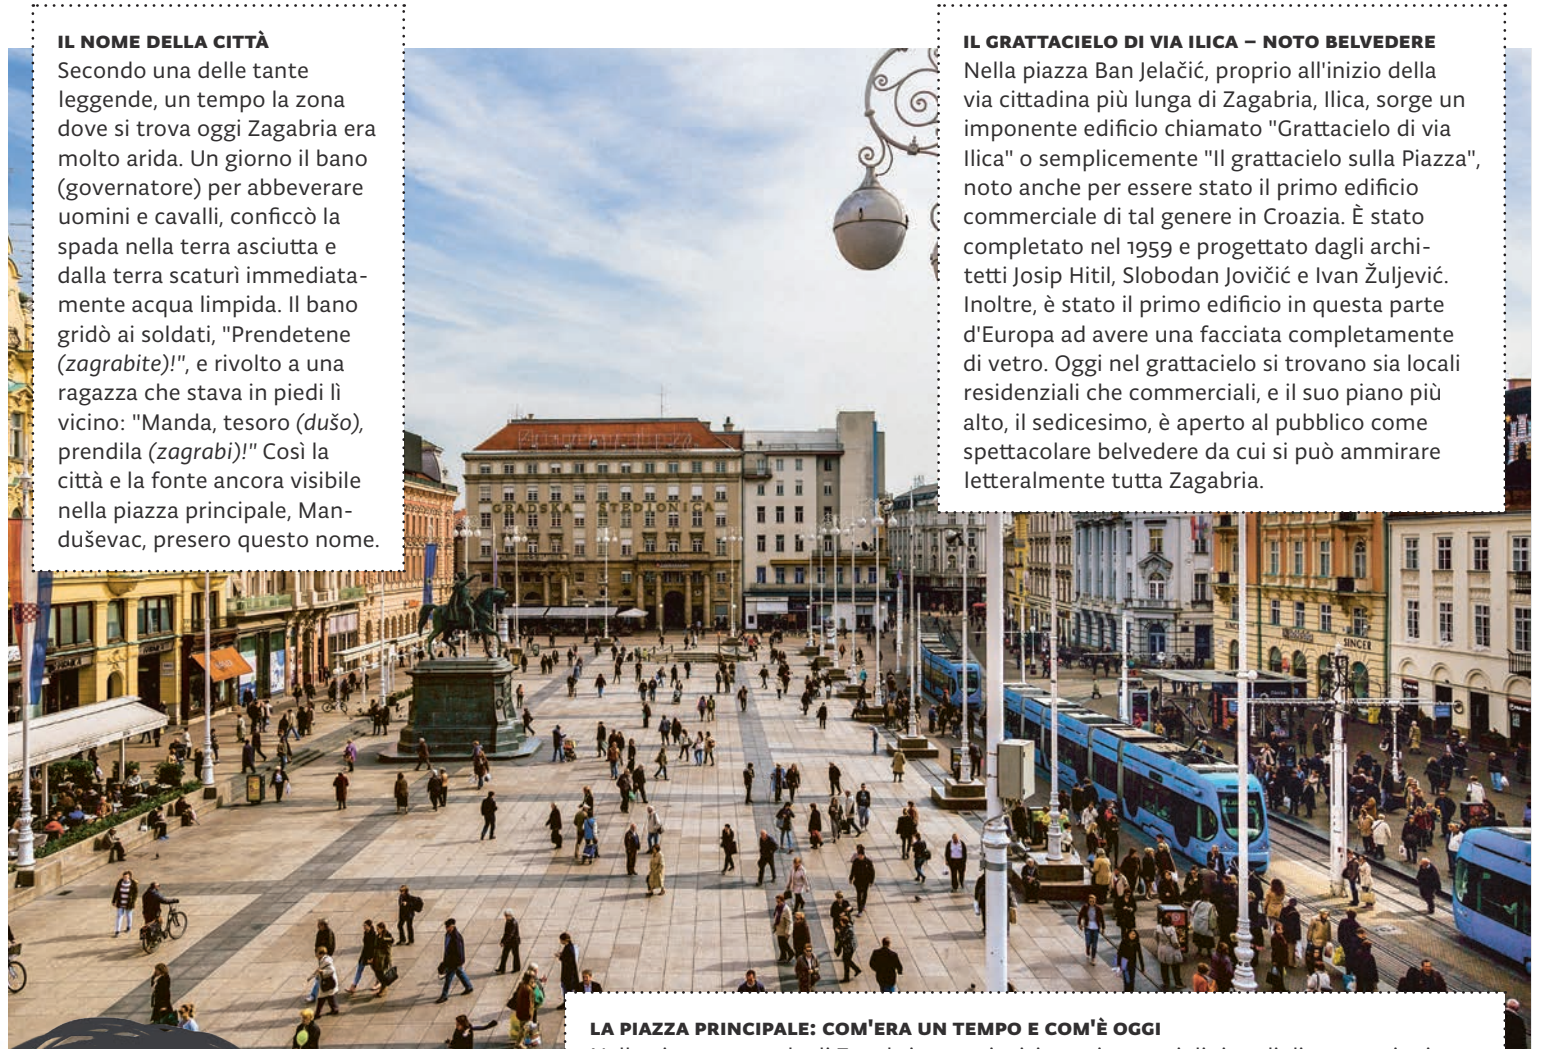 IL NOME DELLA CITTÀ
Secondo una delle tante
leggende, un tempo la zona
dove si trova oggi Zagabria era
molto arida. Un giorno il bano
(governatore) per abbeverare
uomini e cavalli, conficcò la
spada nella terra asciutta e
dalla terra scaturì immediata-
mente acqua limpida. Il bano
gridò ai soldati, "Prendetene
(zagrabite)!", e rivolto a una
ragazza che stava in piedi lì
vicino: "Manda, tesoro (dušo),
prendila (zagrabi)!" Così la
città e la fonte ancora visibile
nella piazza principale, Man-
duševac, presero questo nome.
IL GRATTACIELO DI VIA ILICA – NOTO BELVEDERE
Nella piazza Ban Jelačić, proprio all'inizio della
via cittadina più lunga di Zagabria, Ilica, sorge un
imponente edificio chiamato "Grattacielo di via
Ilica" o semplicemente "Il grattacielo sulla Piazza",
noto anche per essere stato il primo edificio
commerciale di tal genere in Croazia. È stato
completato nel 1959 e progettato dagli archi-
tetti Josip Hitil, Slobodan Jovičić e Ivan Žuljević.
Inoltre, è stato il primo edificio in questa parte
d'Europa ad avere una facciata completamente
di vetro. Oggi nel grattacielo si trovano sia locali
residenziali che commerciali, e il suo piano più
alto, il sedicesimo, è aperto al pubblico come
spettacolare belvedere da cui si può ammirare
letteralmente tutta Zagabria.
GRADSKA ŠTEDIONICA
SINGER
SINGER
LA PIAZZA PRINCIPALE: COM'ERA UN TEMPO E COM'È OGGI